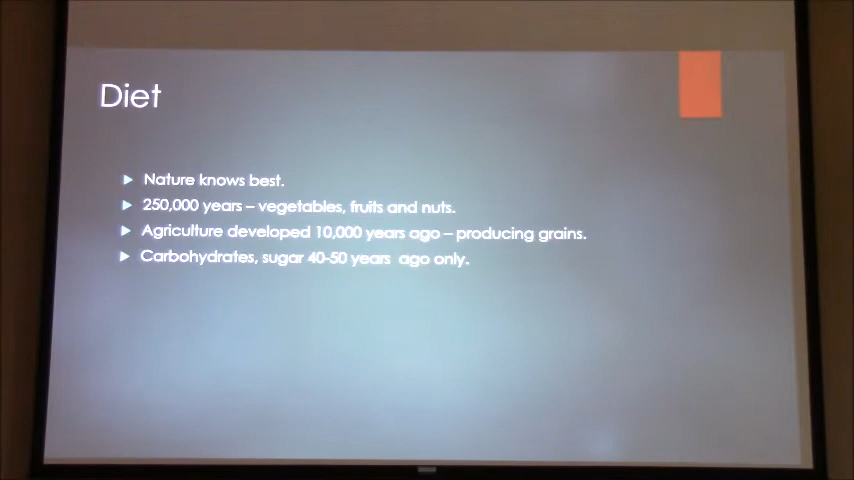 Diet
Nature knows best.
250,000 years – vegetables, fruits and nuts.
Agriculture developed 10,000 years ago – producing grains.
Carbohydrates, sugar 40-50 years  ago only.